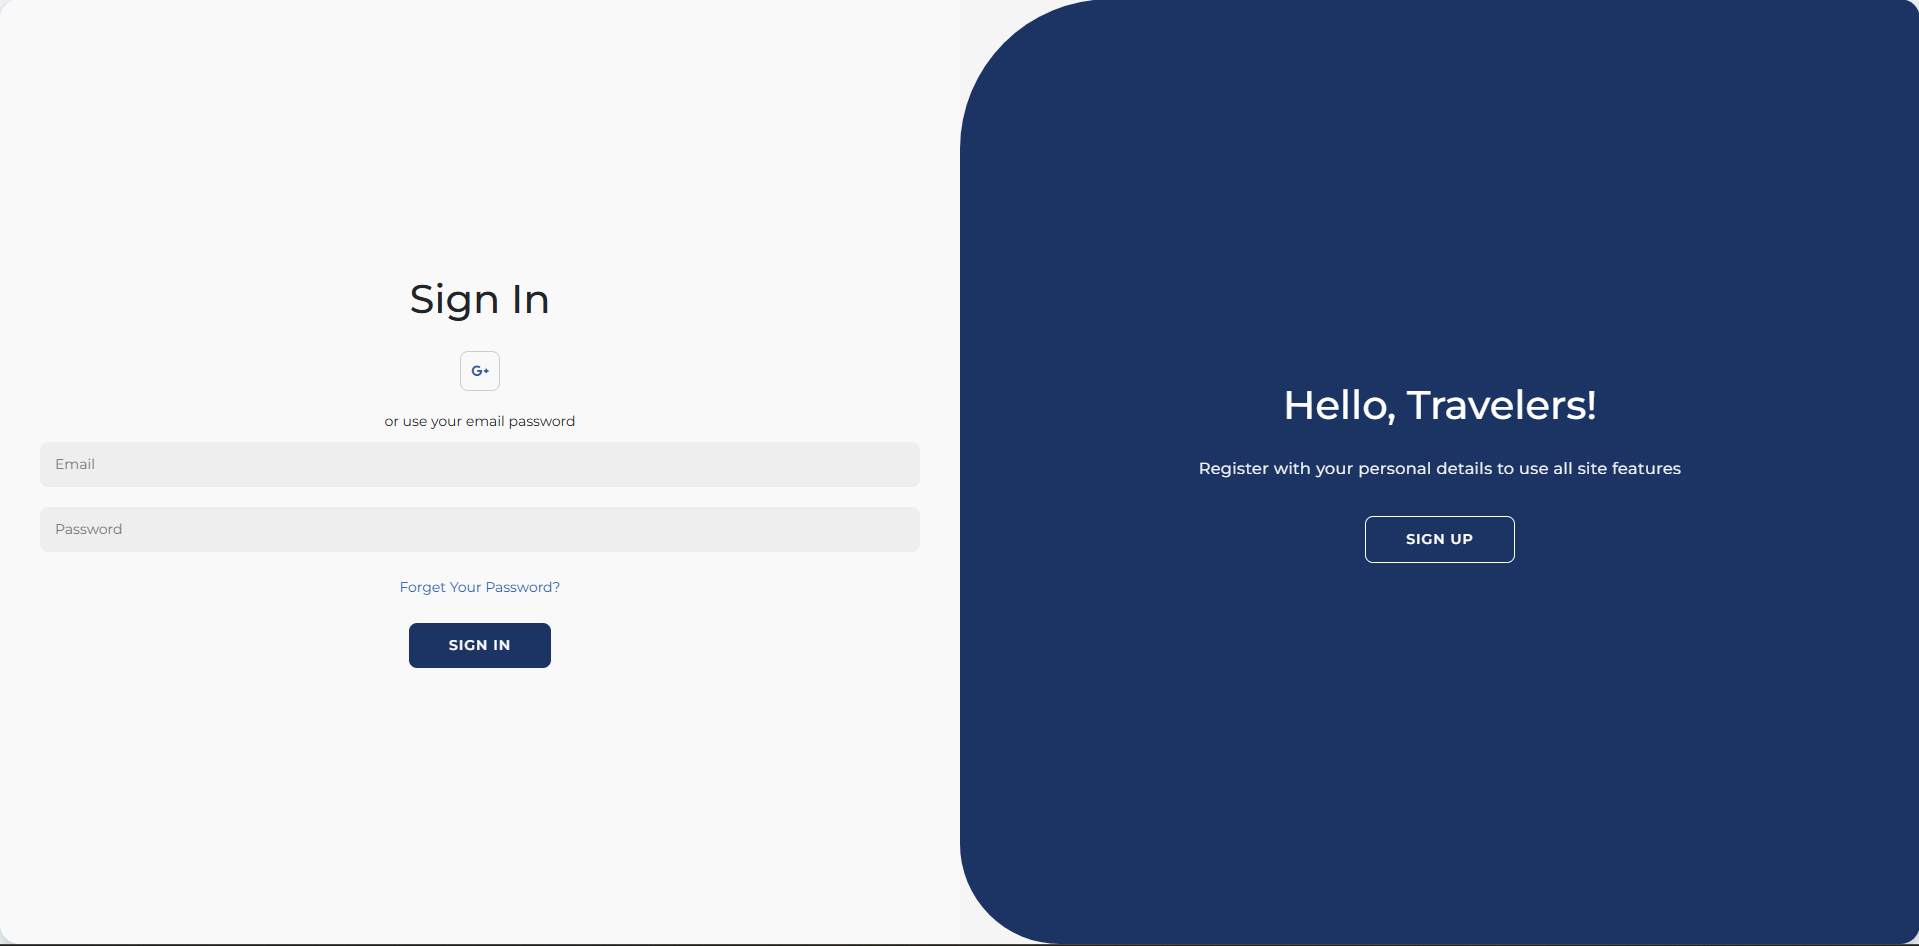 Sign In
G+
or use your email password
Email
Password
Forget Your Password?
SIGN IN
Hello, Travelers!
Register with your personal details to use all site features
SIGN UP